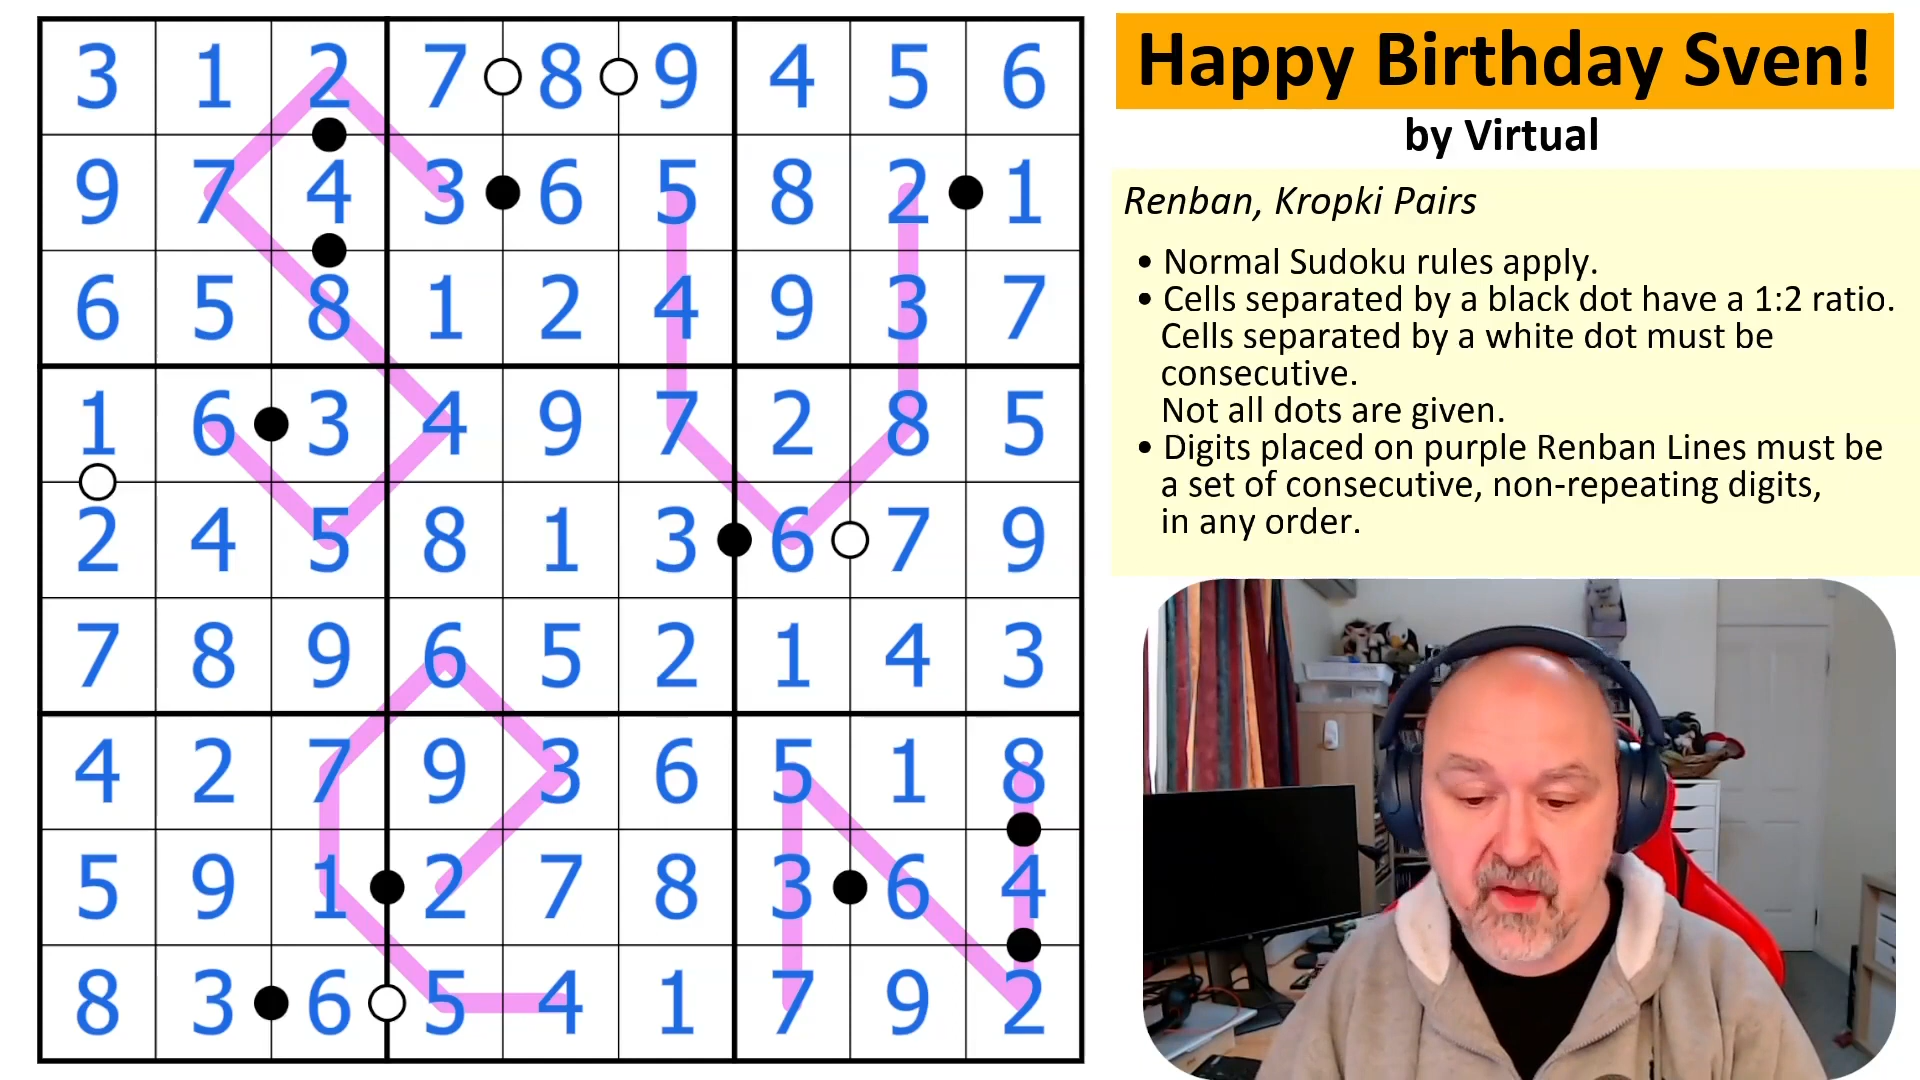 Happy Birthday Sven!
by Virtual
Renban, Kropki Pairs
• Normal Sudoku rules apply.
• Cells separated by a black dot have a 1:2 ratio.
Cells separated by a white dot must be
consecutive.
Not all dots are given.
• Digits placed on purple Renban Lines must be
a set of consecutive, non-repeating digits,
in any order.
3 1 2 7 8 9 4 5 6
9 7 4 3 6 5 8 2 1
6 5 8 1 2 4 9 3 7
1 6 3 4 9 7 2 8 5
2 4 5 8 1 3 6 7 9
7 8 9 6 5 2 1 4 3
4 2 7 9 3 6 5 1 8
5 9 1 2 7 8 3 6 4
8 3 6 5 4 1 7 9 2